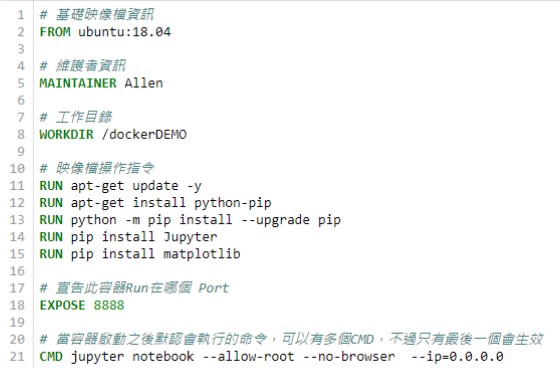 1 # 基礎映像檔資訊
2 FROM ubuntu:18.04
3
4 # 維護者資訊
5 MAINTAINER Allen
6
7 # 工作目錄
8 WORKDIR /dockerDEMO
9
10 # 映像檔操作指令
11 RUN apt-get update -y
12 RUN apt-get install python-pip
13 RUN python -m pip install --upgrade pip
14 RUN pip install Jupyter
15 RUN pip install matplotlib
16
17 # 宣告此容器Run在哪個 Port
18 EXPOSE 8888
19
20 # 當容器啟動之後默認會執行的命令，可以有多個CMD，不過只有最後一個會生效
21 CMD jupyter notebook --allow-root --no-browser  --ip=0.0.0.0